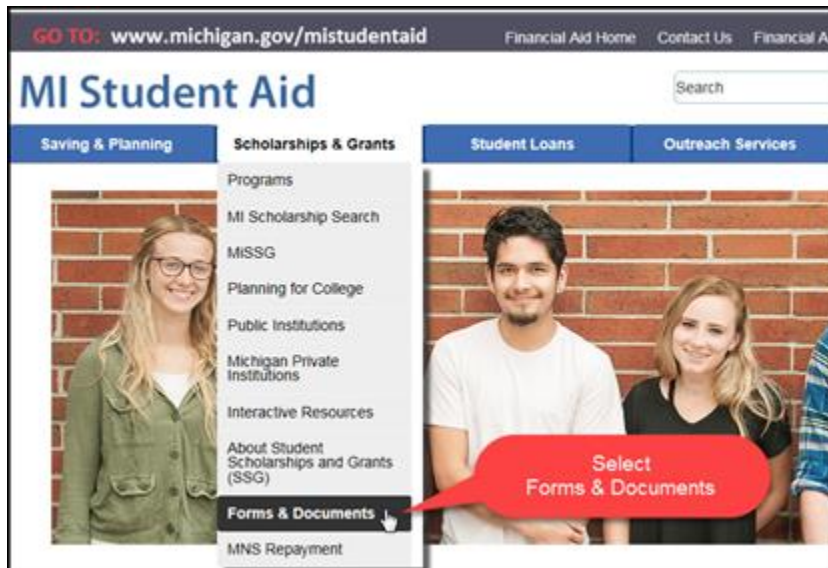 GO TO: www.michigan.gov/mistudentaid Financial Aid Home Contact Us Financial A
MI Student Aid
Search
Saving & Planning Scholarships & Grants Student Loans Outreach Services
Programs
MI Scholarship Search
MiSSG
Planning for College
Public Institutions
Michigan Private
Institutions
Interactive Resources
About Student
Scholarships and Grants
(SSG)
Forms & Documents
MNS Repayment
Select
Forms & Documents